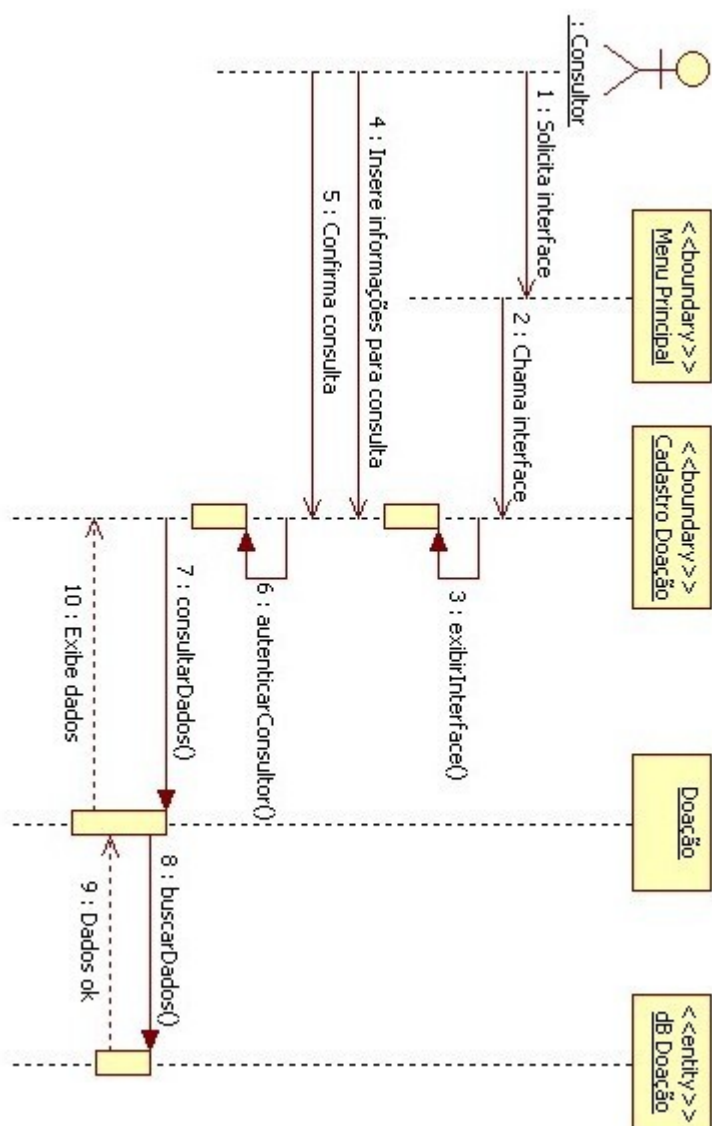 : Consultor
<<boundary>>
Menu Principal
<<boundary>>
Cadastro Doação
Doação
<<entity>>
dB Doação
1 : Solicita interface
2 : Chama interface
3 : exibirInterface()
4 : Insere informações para consulta
5 : Confirma consulta
6 : autenticarConsultor()
7 : consultarDados()
8 : buscarDados()
9 : Dados ok
10 : Exibe dados